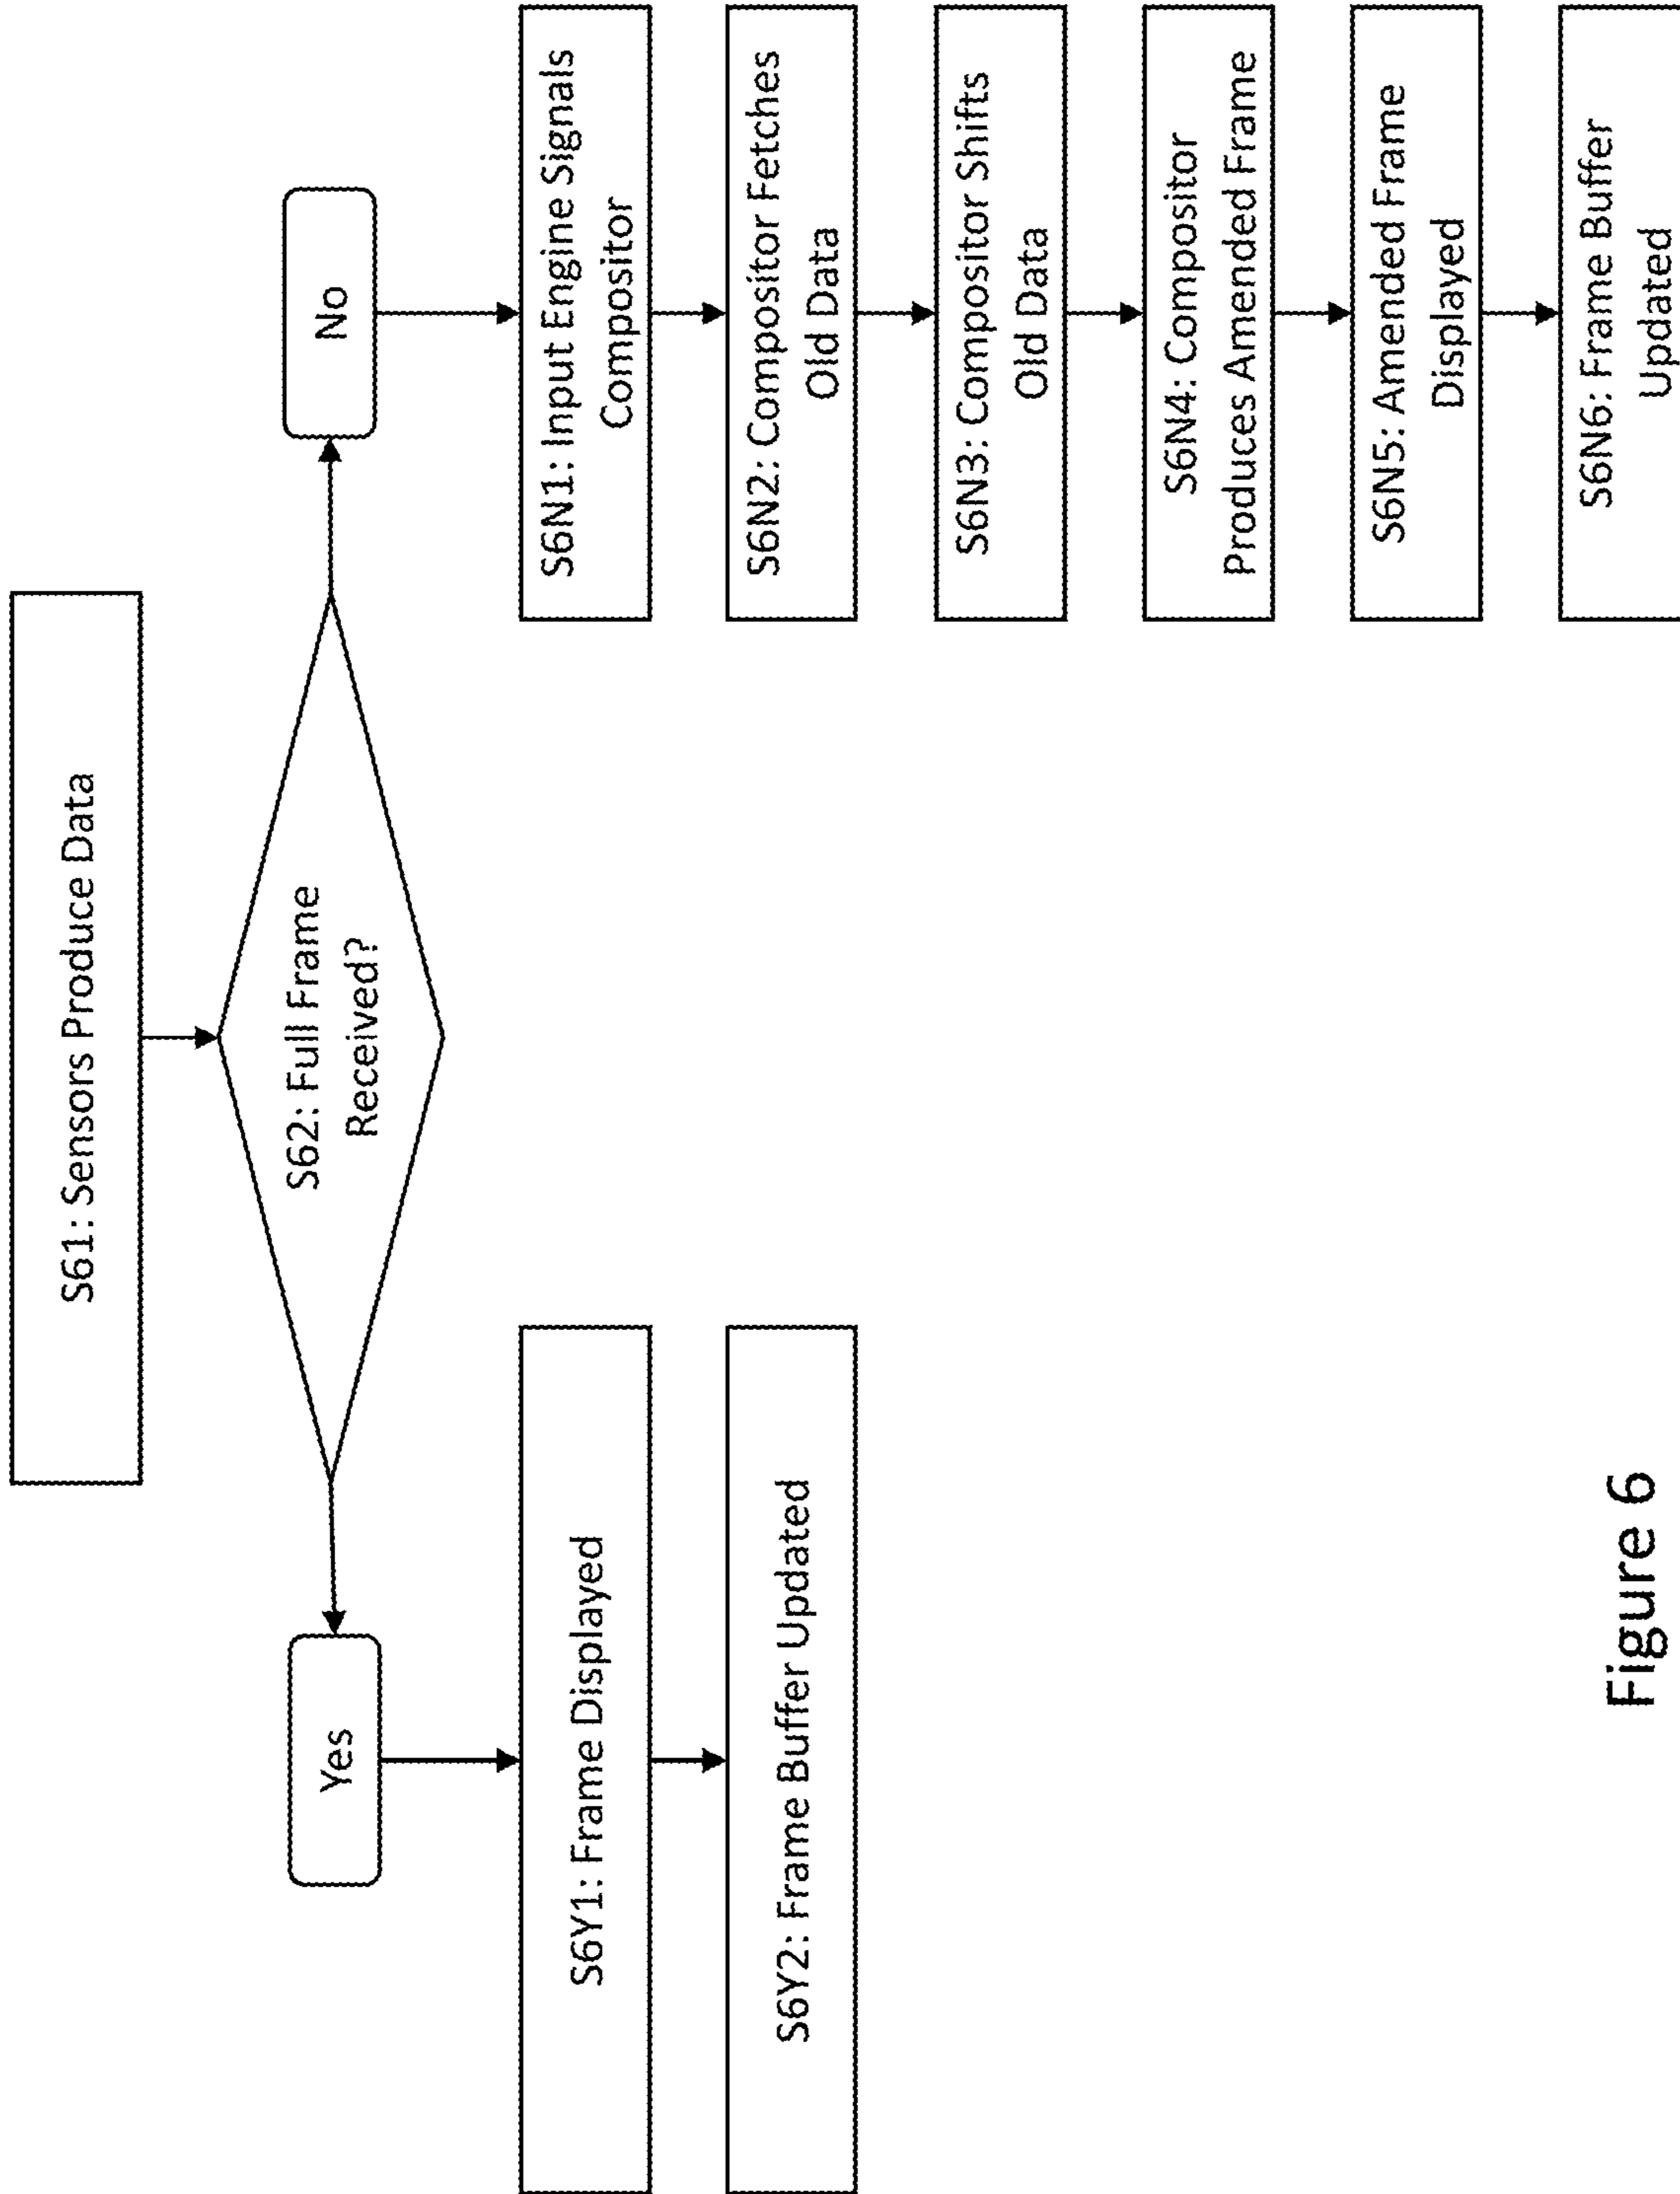 S61: Sensors Produce Data
S62: Full Frame
Received?
Yes
No
S6Y1: Frame Displayed
S6Y2: Frame Buffer Updated
S6N1: Input Engine Signals
Compositor
S6N2: Compositor Fetches
Old Data
S6N3: Compositor Shifts
Old Data
S6N4: Compositor
Produces Amended Frame
S6N5: Amended Frame
Displayed
S6N6: Frame Buffer
Updated
Figure 6